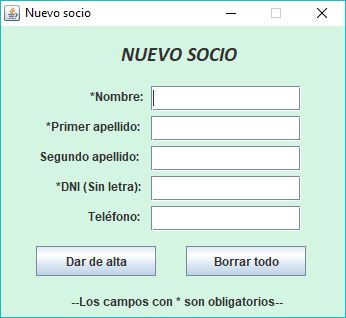 Nuevo socio
NUEVO SOCIO
*Nombre:
*Primer apellido:
Segundo apellido:
*DNI (Sin letra):
Teléfono:
Dar de alta Borrar todo
--Los campos con * son obligatorios--